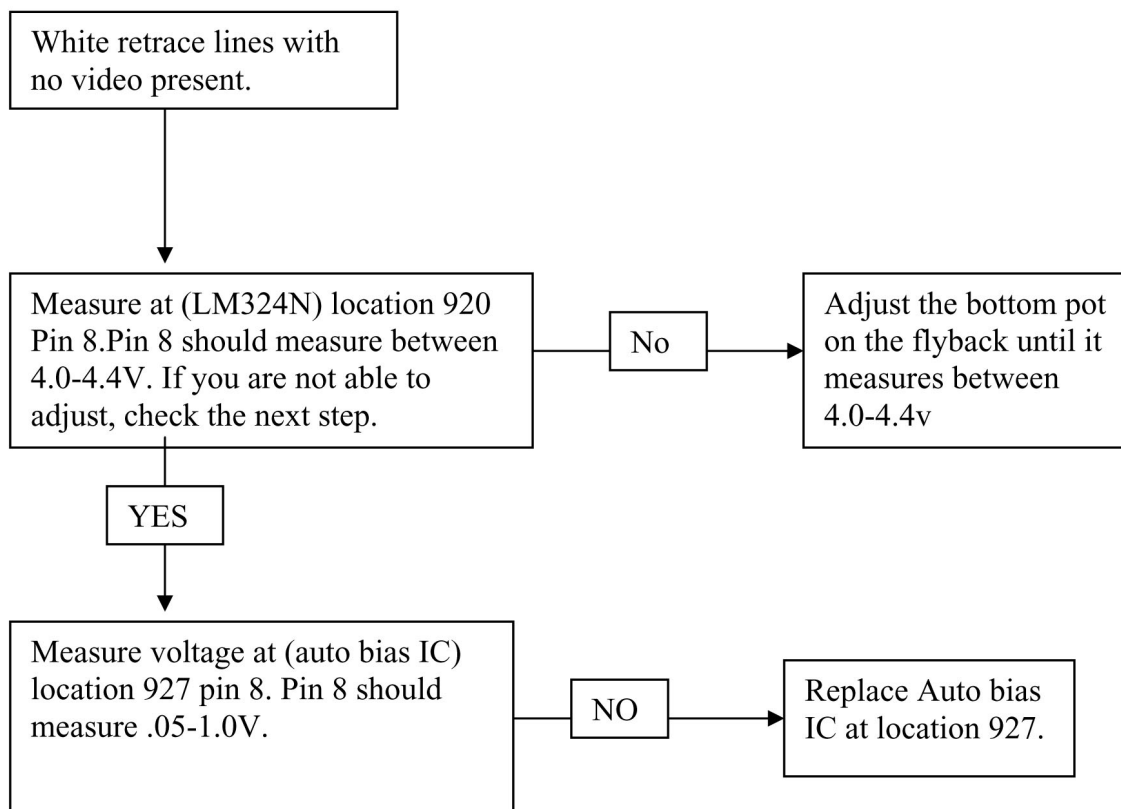 White retrace lines with
no video present.
Measure at (LM324N) location 920
Pin 8.Pin 8 should measure between
4.0-4.4V. If you are not able to
adjust, check the next step.
No
Adjust the bottom pot
on the flyback until it
measures between
4.0-4.4v
YES
Measure voltage at (auto bias IC)
location 927 pin 8. Pin 8 should
measure .05-1.0V.
NO
Replace Auto bias
IC at location 927.